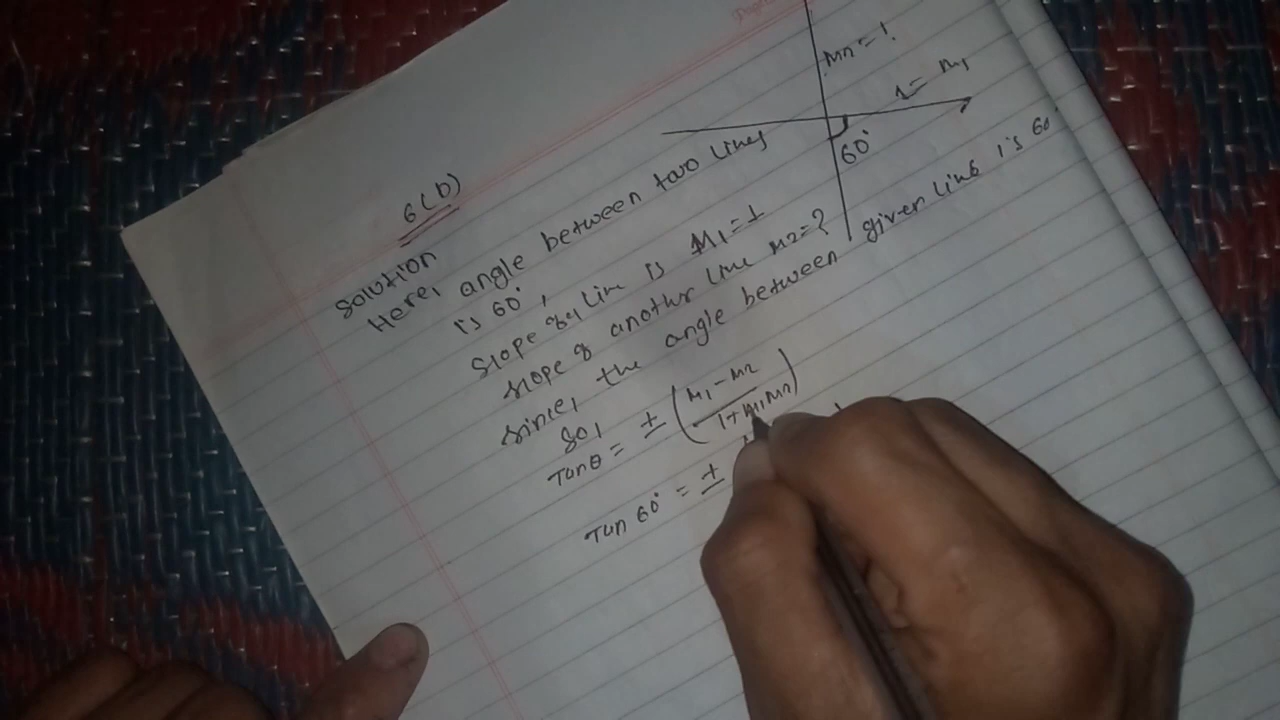 6(b)
solution
Here, angle between two lines
is 60°,
slope of 1 line is M1 = 1
slope of another line M2 = ?
since, the angle between given line is 60°
so,
Tanθ = ± (M1 - M2 / 1 + M1M2)
Tan 60° = ±
1 = M1
60°